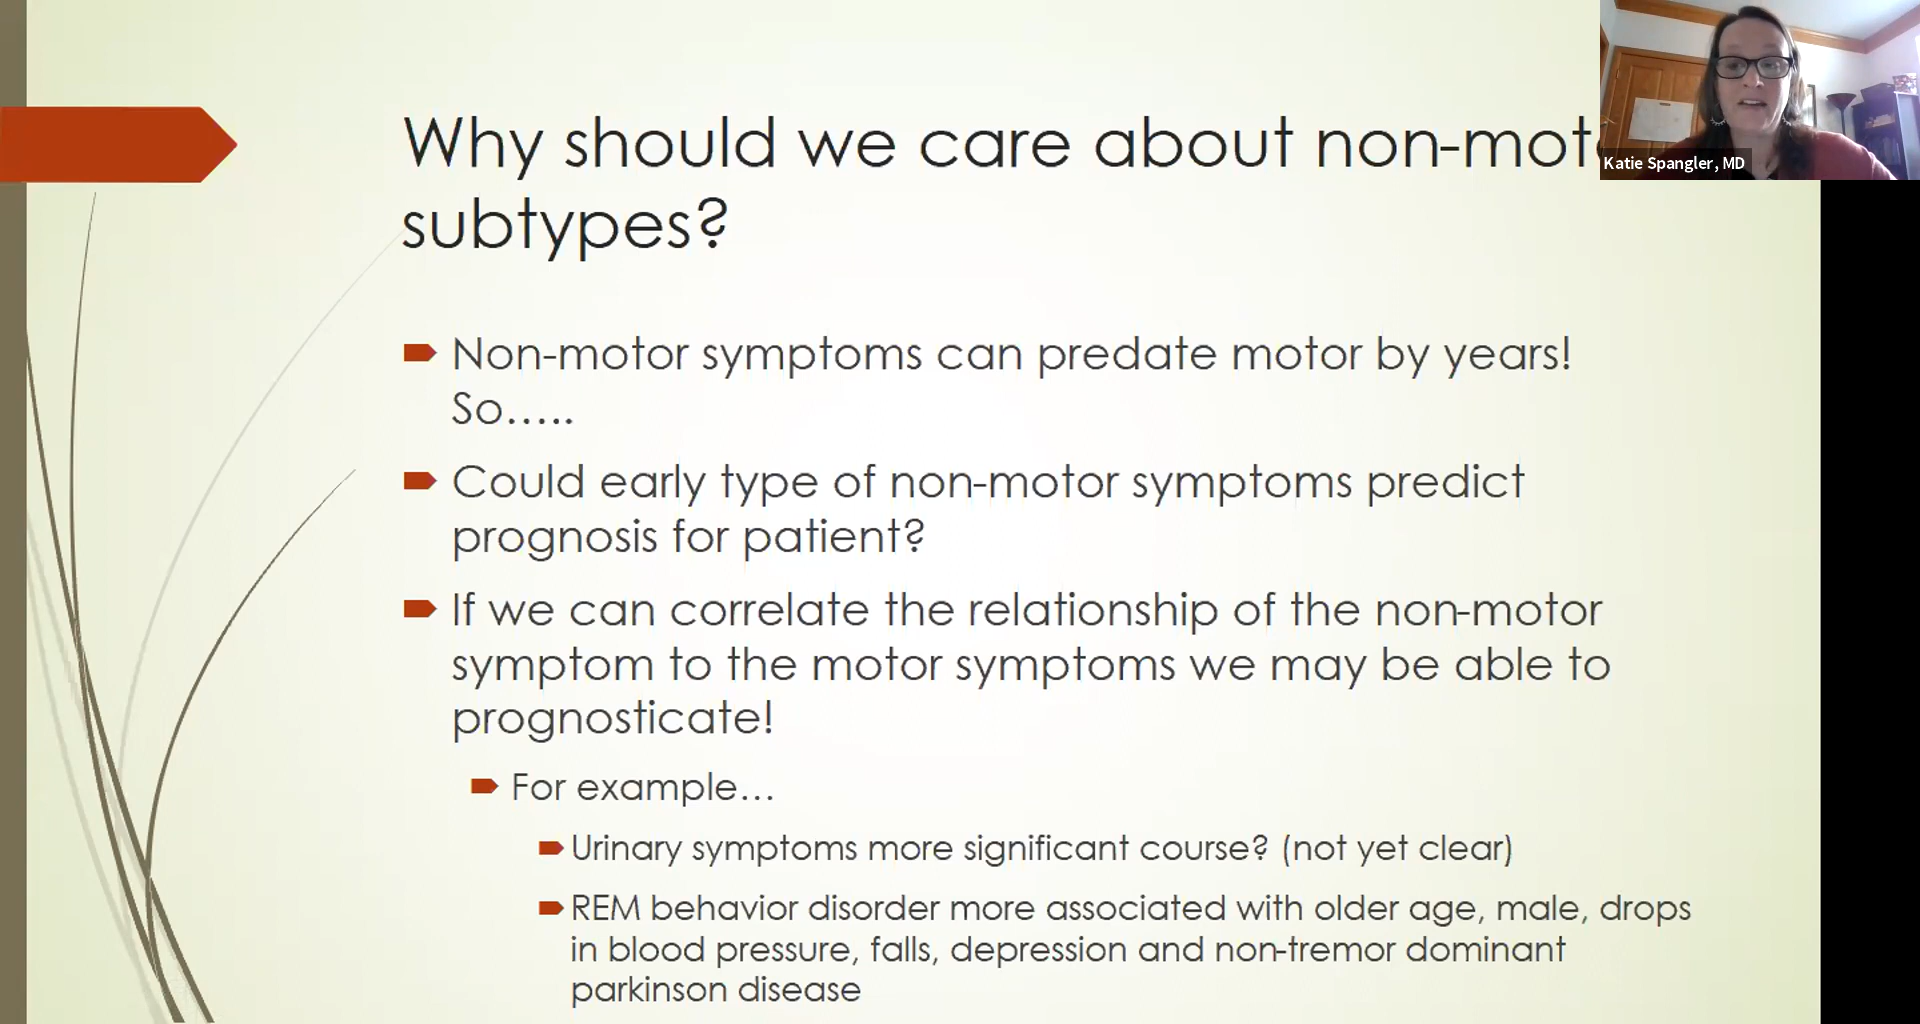 Why should we care about non-mot
subtypes?
Katie Spangler, MD
Non-motor symptoms can predate motor by years!
So.....
Could early type of non-motor symptoms predict
prognosis for patient?
If we can correlate the relationship of the non-motor
symptom to the motor symptoms we may be able to
prognosticate!
For example...
Urinary symptoms more significant course? (not yet clear)
REM behavior disorder more associated with older age, male, drops
in blood pressure, falls, depression and non-tremor dominant
parkinson disease